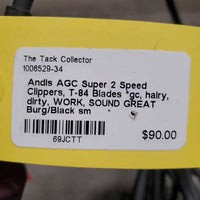 The Tack Collector
1006529-34
Andis AGC Super 2 Speed
Clippers, T-84 Blades *gc, hairy,
dirty, WORK, SOUND GREAT
Burg/Black sm
$90.00
69JCTT